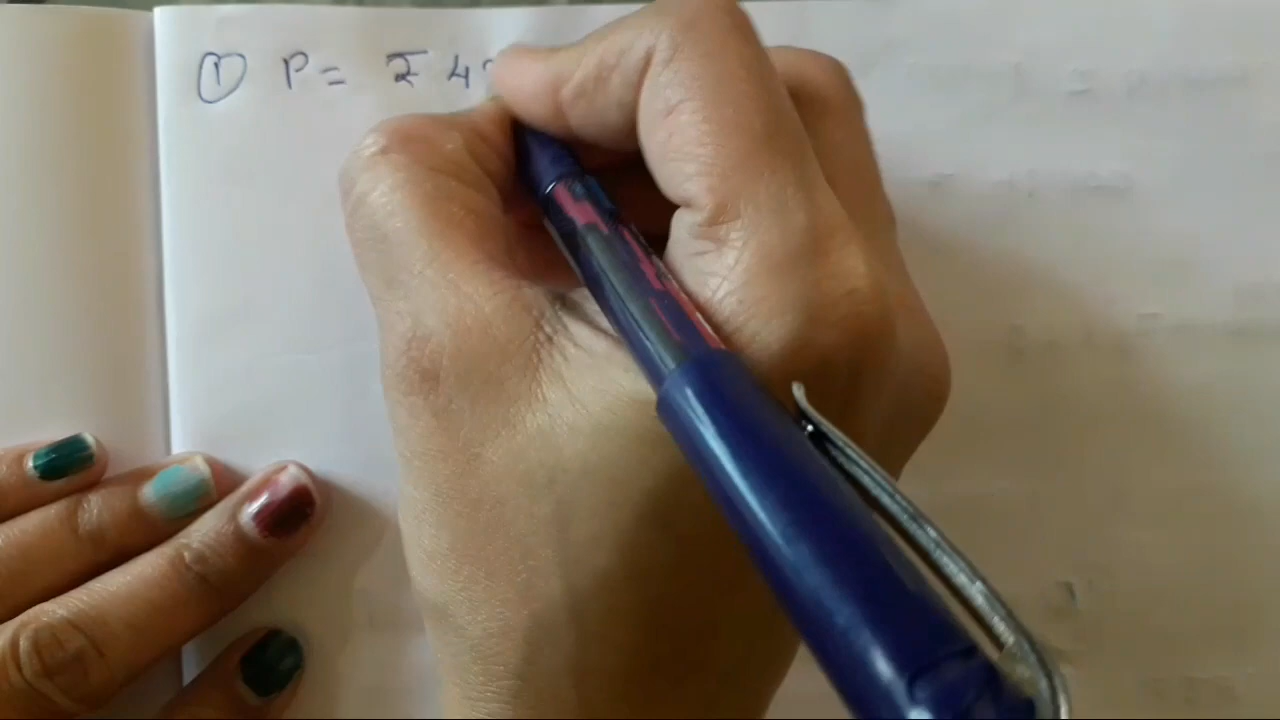 ① P = ₹ 4